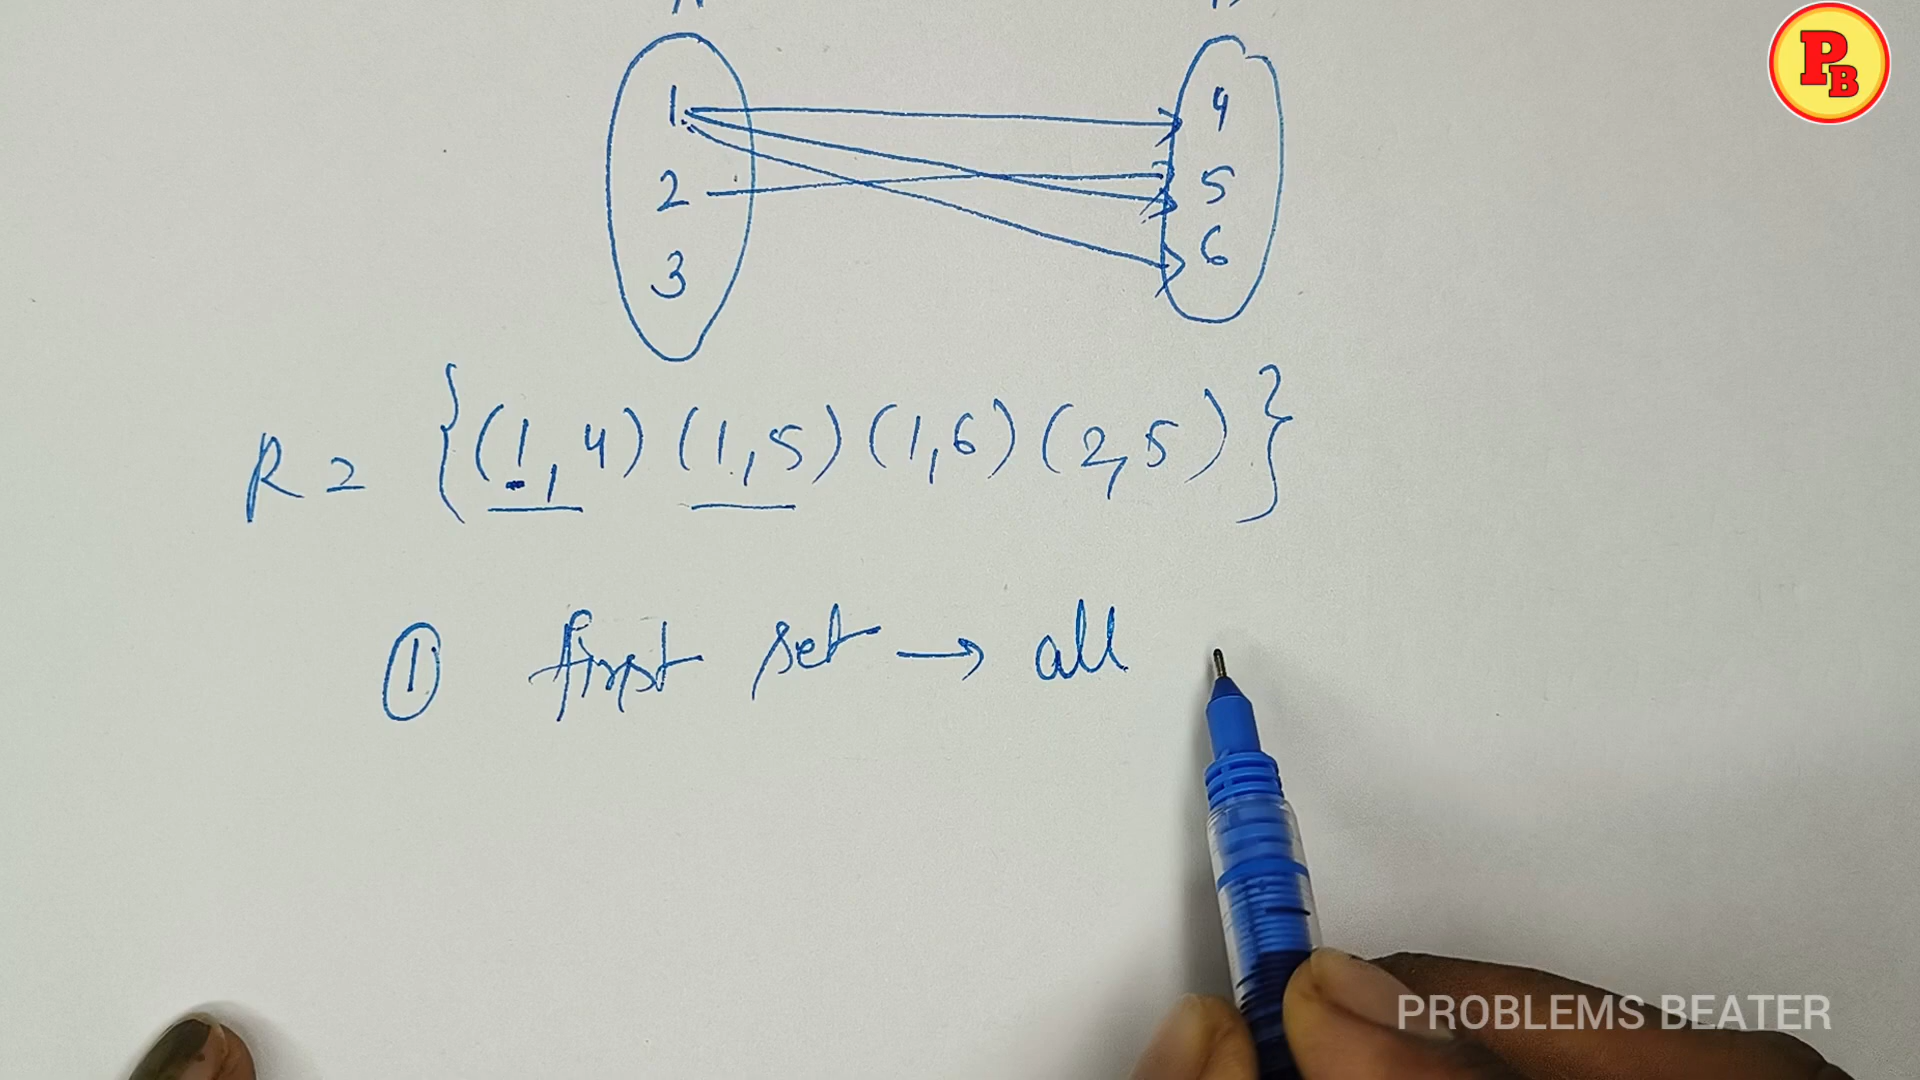 P
B
1 4
2 5
3 6
R = {(1,4) (1,5) (1,6) (2,5)}
① first set → all
PROBLEMS BEATER